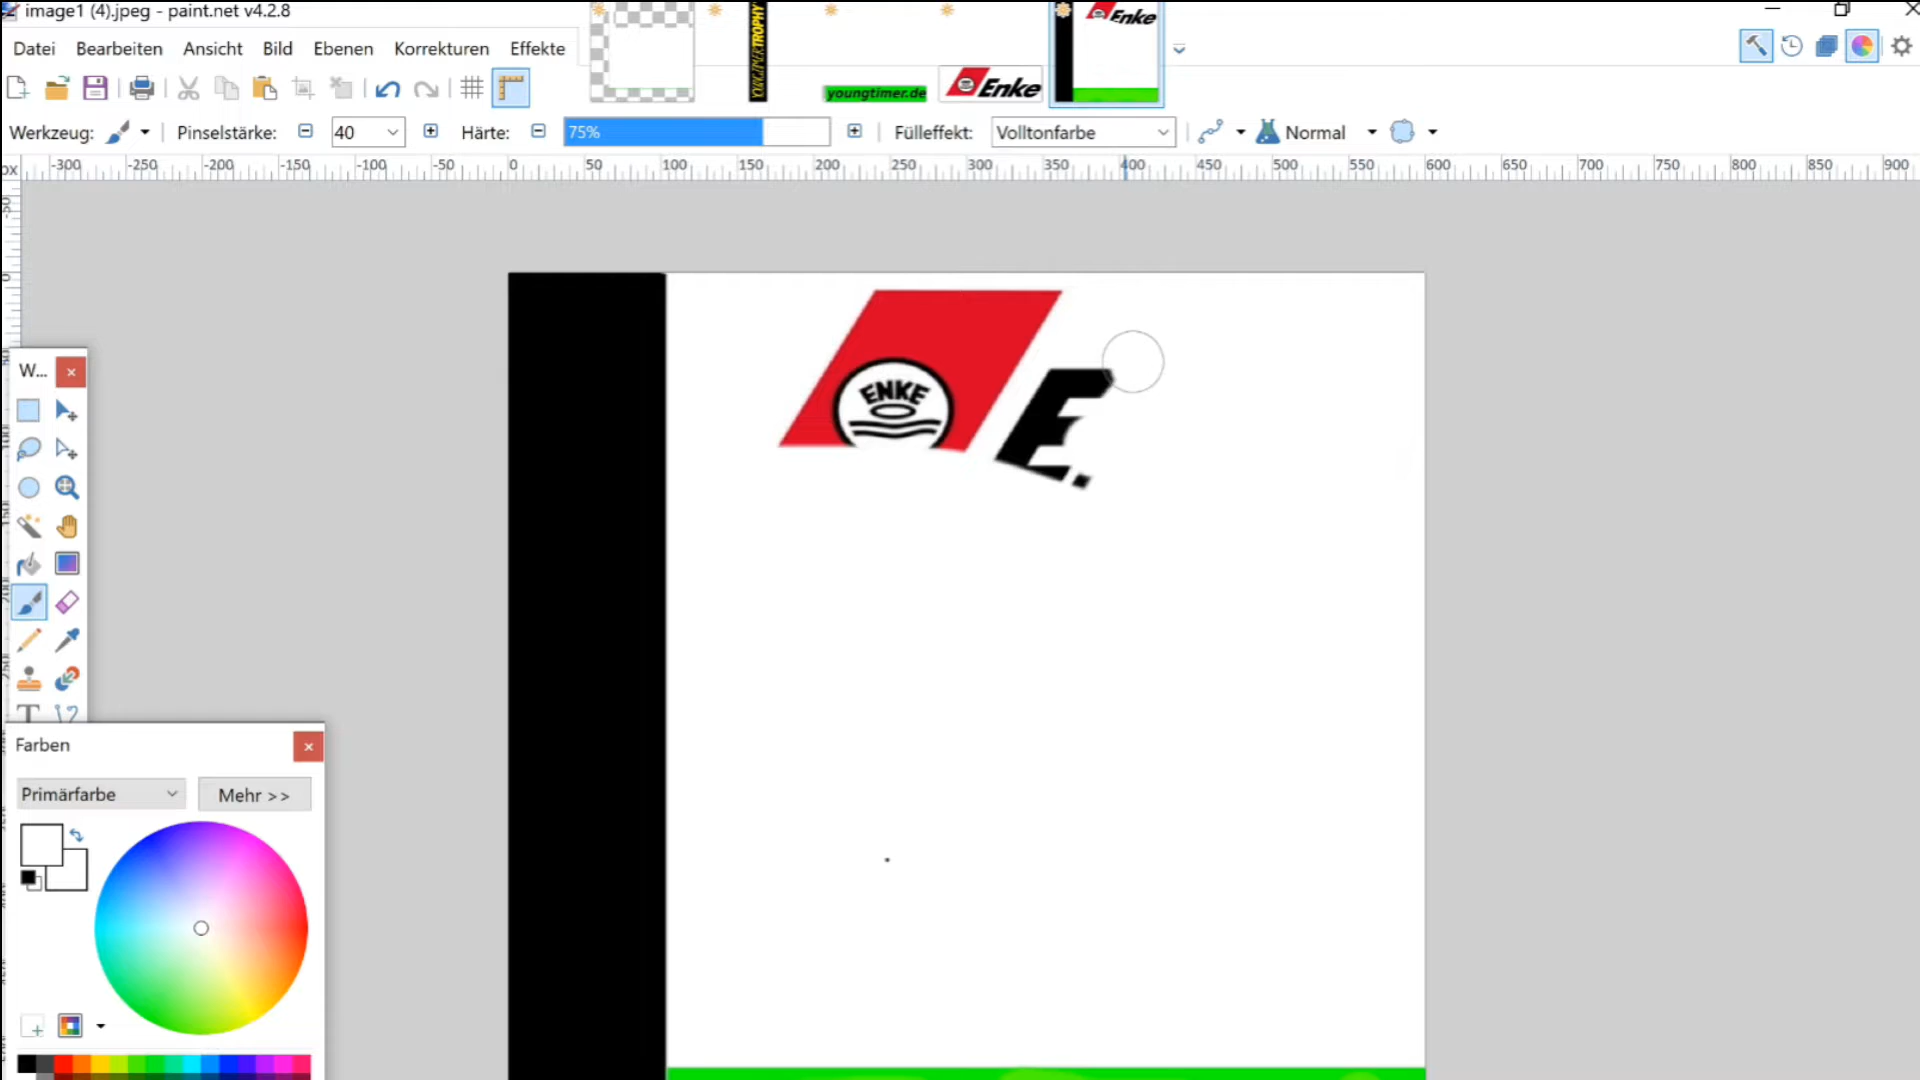 image1 (4).jpeg - paint.net v4.2.8
Datei Bearbeiten Ansicht Bild Ebenen Korrekturen Effekte
YOUNGTIMERTROPHY
youngtimer.de
Enke
Enke
Werkzeug: Pinselstärke: 40 Härte: 75% Fülleffekt: Volltonfarbe Normal
px -300 -250 -200 -150 -100 -50 0 50 100 150 200 250 300 350 400 450 500 550 600 650 700 750 800 850 900
ENKE
E.
W...
T
Farben
Primärfarbe Mehr >>